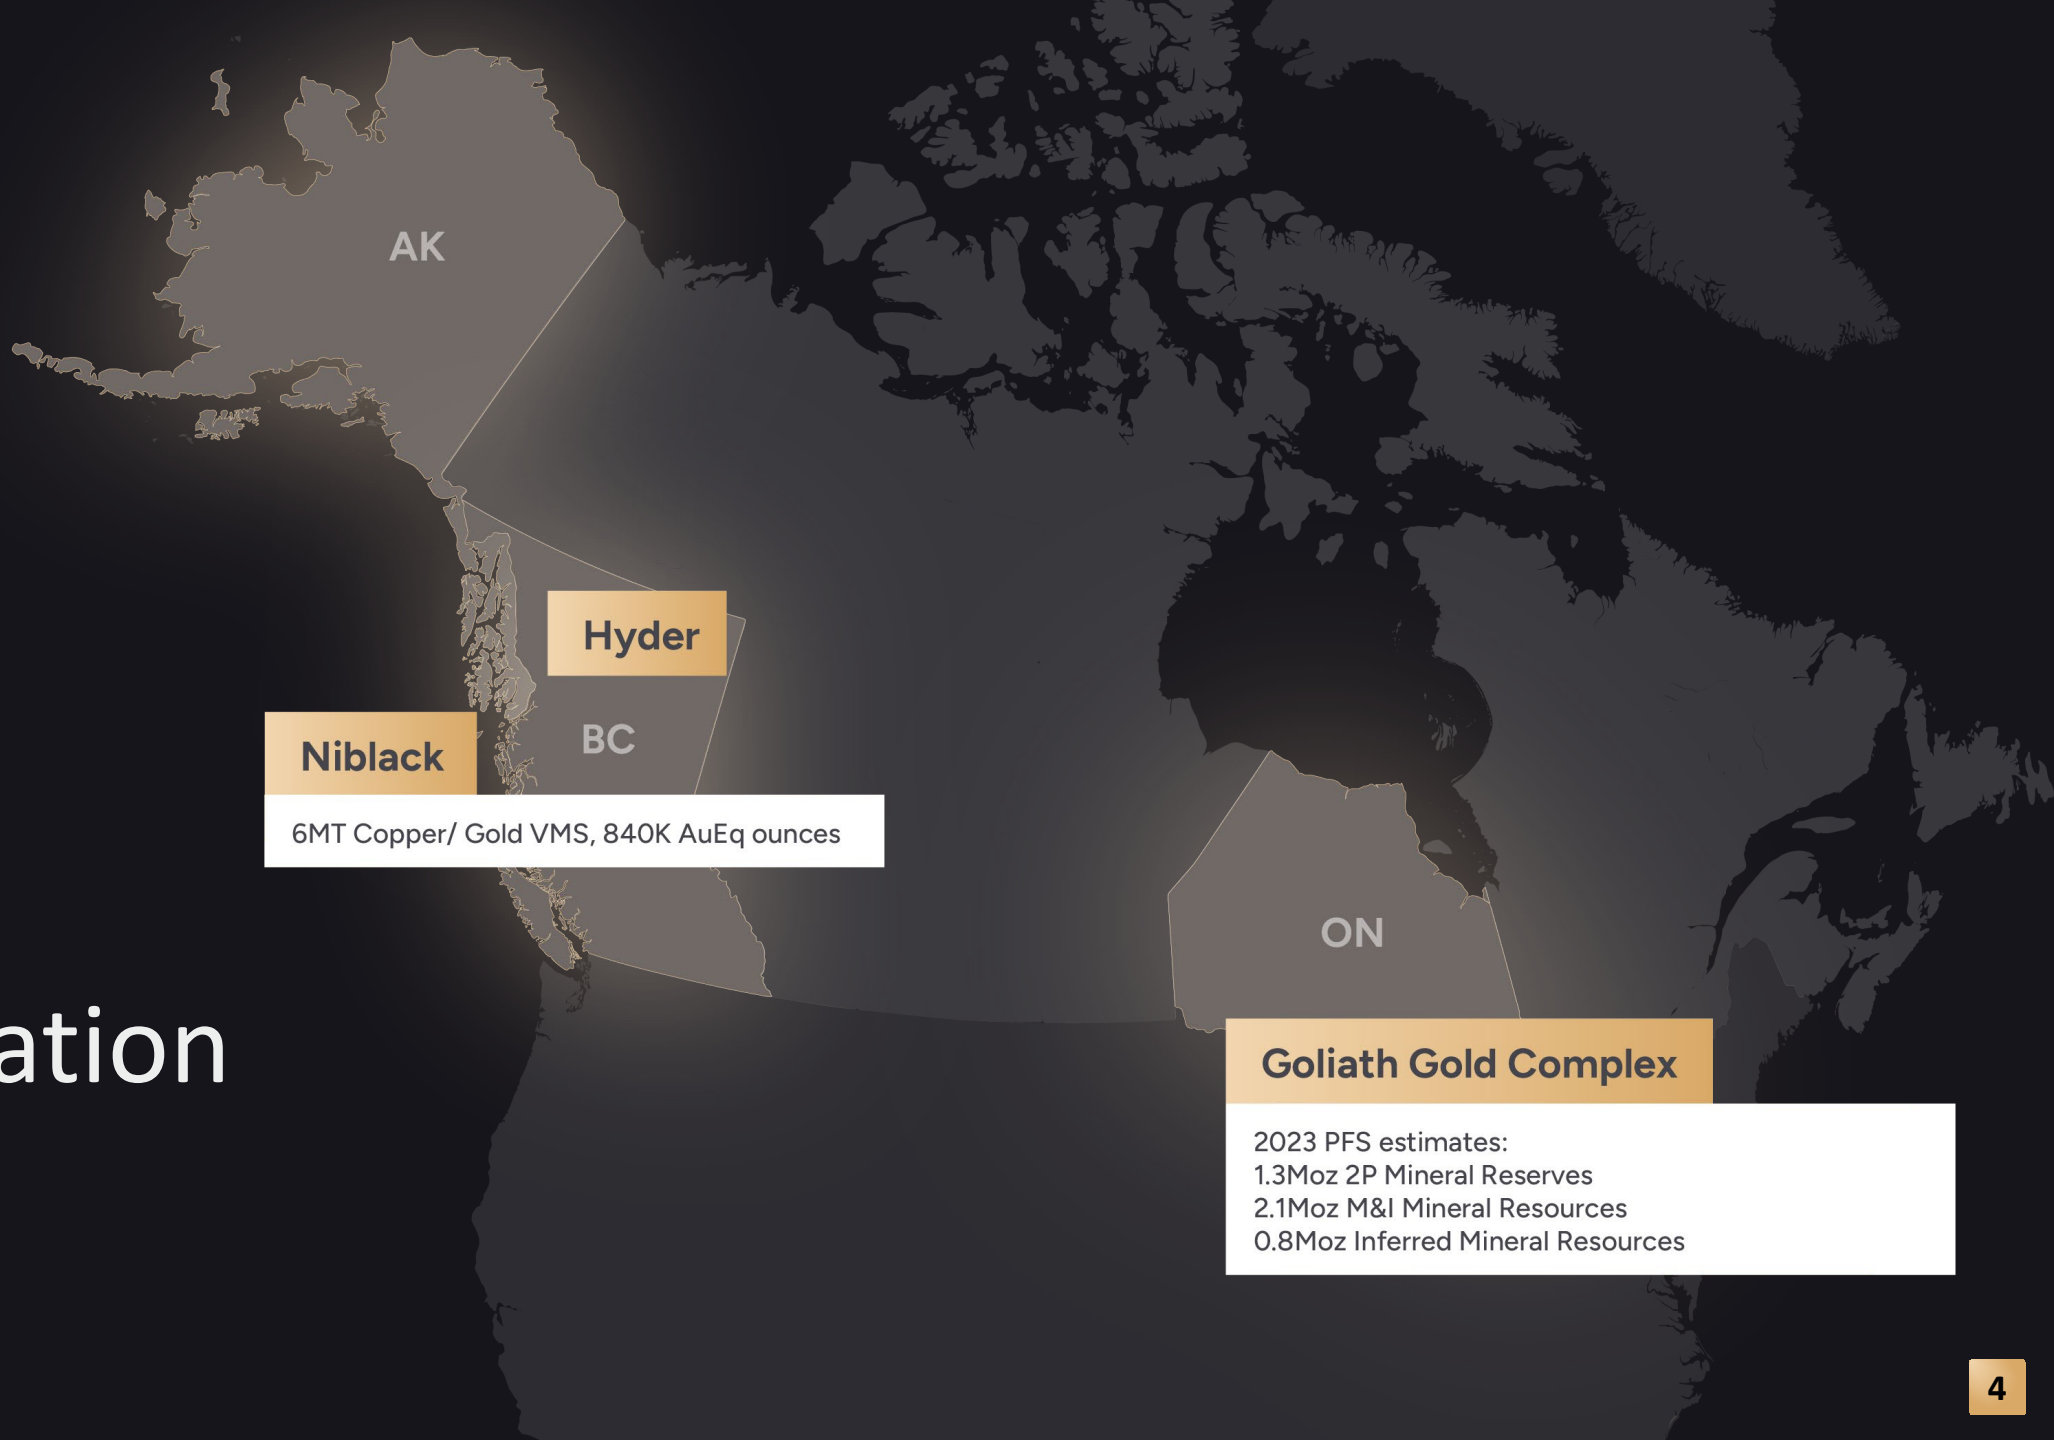 AK
Hyder
BC
Niblack
6MT Copper/ Gold VMS, 840K AuEq ounces
ON
ation
Goliath Gold Complex
2023 PFS estimates:
1.3Moz 2P Mineral Reserves
2.1Moz M&I Mineral Resources
0.8Moz Inferred Mineral Resources
4